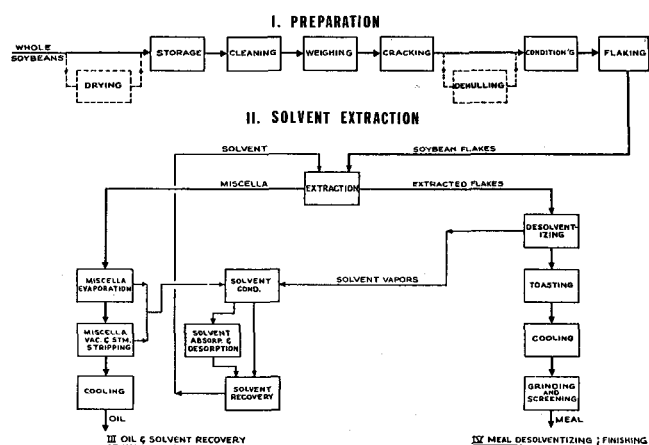 I. PREPARATION
WHOLE
SOYBEANS
DRYING
STORAGE
CLEANING
WEIGHING
CRACKING
DEHULLING
CONDITION'G
FLAKING
II. SOLVENT EXTRACTION
SOLVENT
SOYBEAN FLAKES
MISCELLA
EXTRACTION
EXTRACTED FLAKES
DESOLVENT-
IZING
SOLVENT VAPORS
MISCELLA
EVAPORATION
SOLVENT
COND.
TOASTING
MISCELLA
VAC. & STM.
STRIPPING
SOLVENT
ABSORP. &
DESORPTION
COOLING
COOLING
SOLVENT
RECOVERY
GRINDING
AND
SCREENING
OIL
MEAL
III OIL & SOLVENT RECOVERY
IV MEAL DESOLVENTIZING ; FINISHING